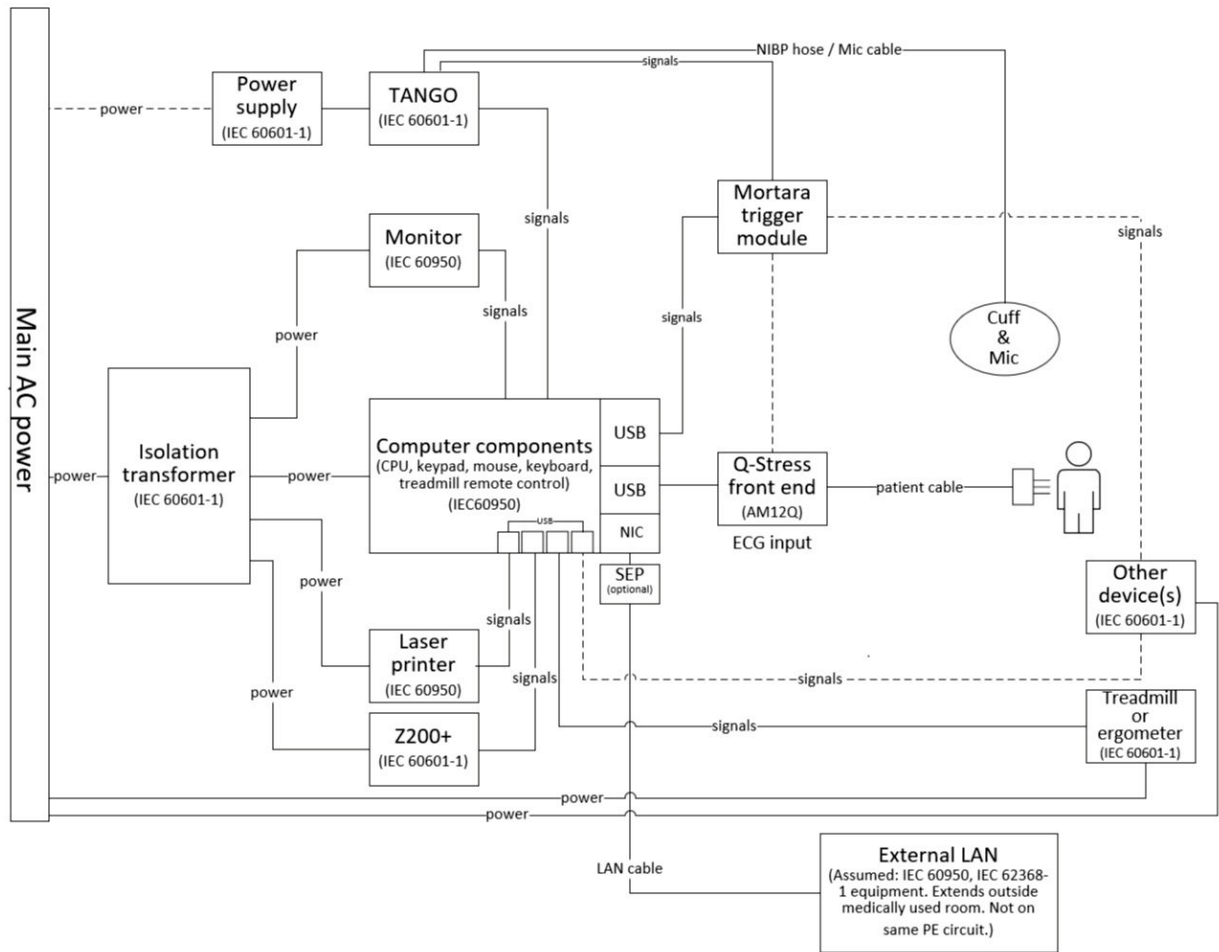 NIBP hose / Mic cable
signals
Power
supply
(IEC 60601-1)
TANGO
(IEC 60601-1)
power
Mortara
trigger
module
signals
signals
Monitor
(IEC 60950)
signals
signals
power
Cuff
&
Mic
Main AC power
Isolation
transformer
(IEC 60601-1)
power
power
Computer components
(CPU, keypad, mouse, keyboard,
treadmill remote control)
(IEC60950)
USB
USB
NIC
USB
Q-Stress
front end
(AM12Q)
ECG input
patient cable
SEP
(optional)
Other
device(s)
(IEC 60601-1)
power
signals
Laser
printer
(IEC 60950)
signals
signals
power
Z200+
(IEC 60601-1)
signals
Treadmill
or
ergometer
(IEC 60601-1)
power
power
LAN cable
External LAN
(Assumed: IEC 60950, IEC 62368-
1 equipment. Extends outside
medically used room. Not on
same PE circuit.)